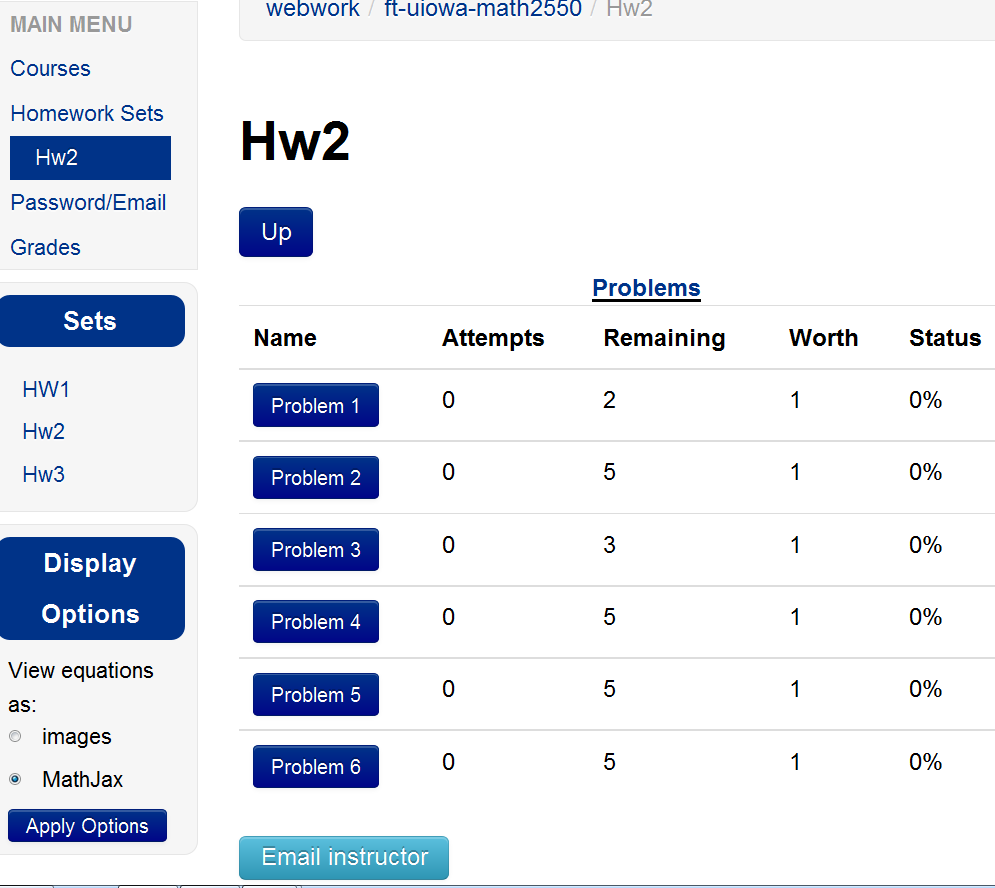 webwork / ft-uiowa-math2550 / Hw2
MAIN MENU
Courses
Homework Sets
Hw2
Password/Email
Grades
Sets
HW1
Hw2
Hw3
Display
Options
View equations
as:
images
MathJax
Apply Options
Hw2
Up
Problems
Name Attempts Remaining Worth Status
Problem 1 0 2 1 0%
Problem 2 0 5 1 0%
Problem 3 0 3 1 0%
Problem 4 0 5 1 0%
Problem 5 0 5 1 0%
Problem 6 0 5 1 0%
Email instructor